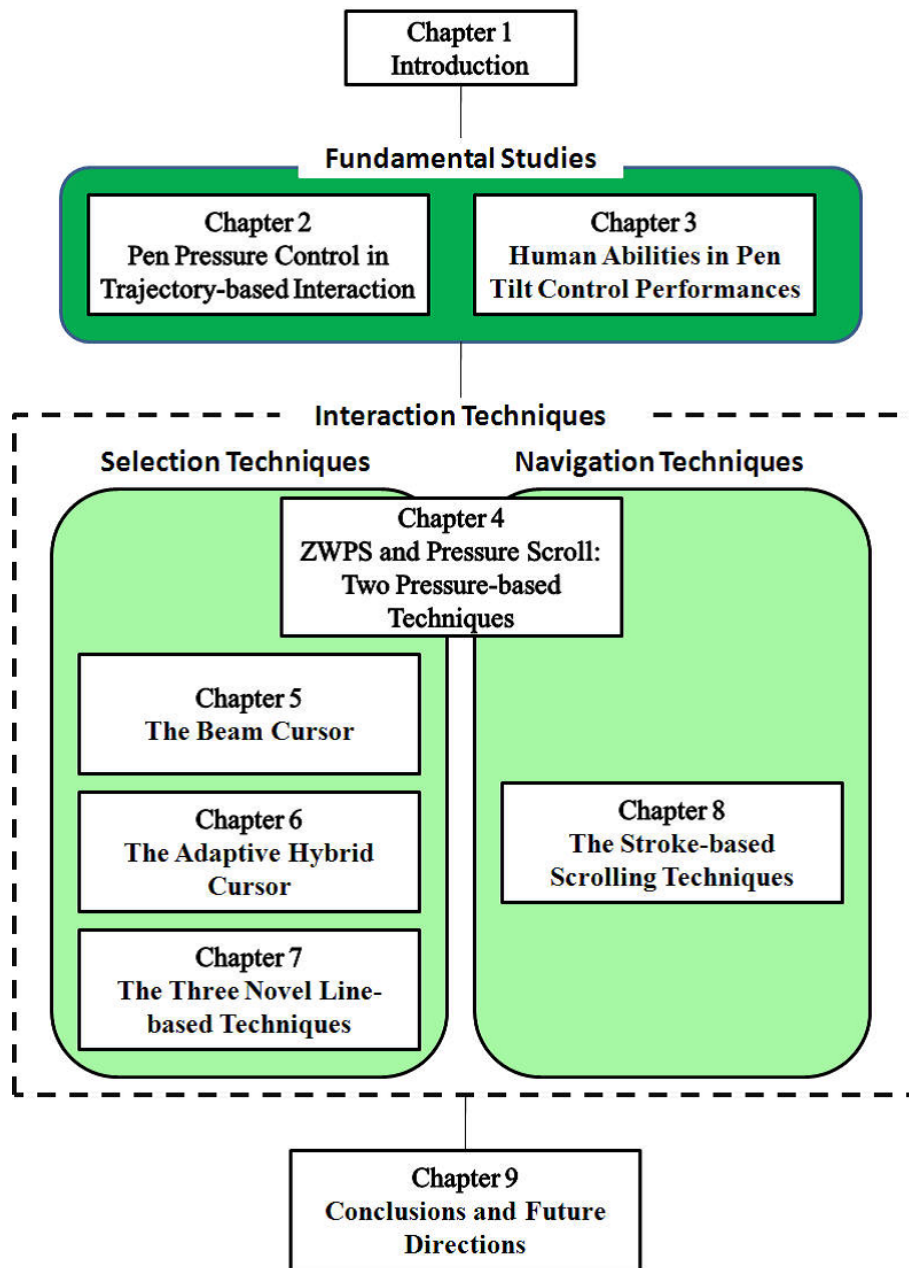 Chapter 1
Introduction
Fundamental Studies
Chapter 2
Pen Pressure Control in
Trajectory-based Interaction
Chapter 3
Human Abilities in Pen
Tilt Control Performances
Interaction Techniques
Selection Techniques
Navigation Techniques
Chapter 4
ZWPS and Pressure Scroll:
Two Pressure-based
Techniques
Chapter 5
The Beam Cursor
Chapter 6
The Adaptive Hybrid
Cursor
Chapter 7
The Three Novel Line-
based Techniques
Chapter 8
The Stroke-based
Scrolling Techniques
Chapter 9
Conclusions and Future
Directions